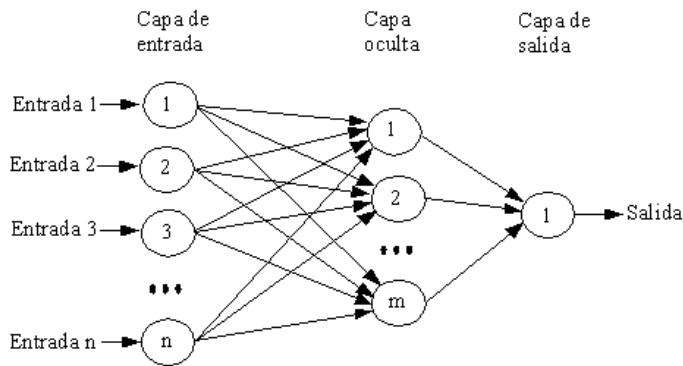 Capa de entrada
Capa oculta
Capa de salida
Entrada 1
1
1
Entrada 2
2
2
1
Salida
Entrada 3
3
...
...
m
Entrada n
n